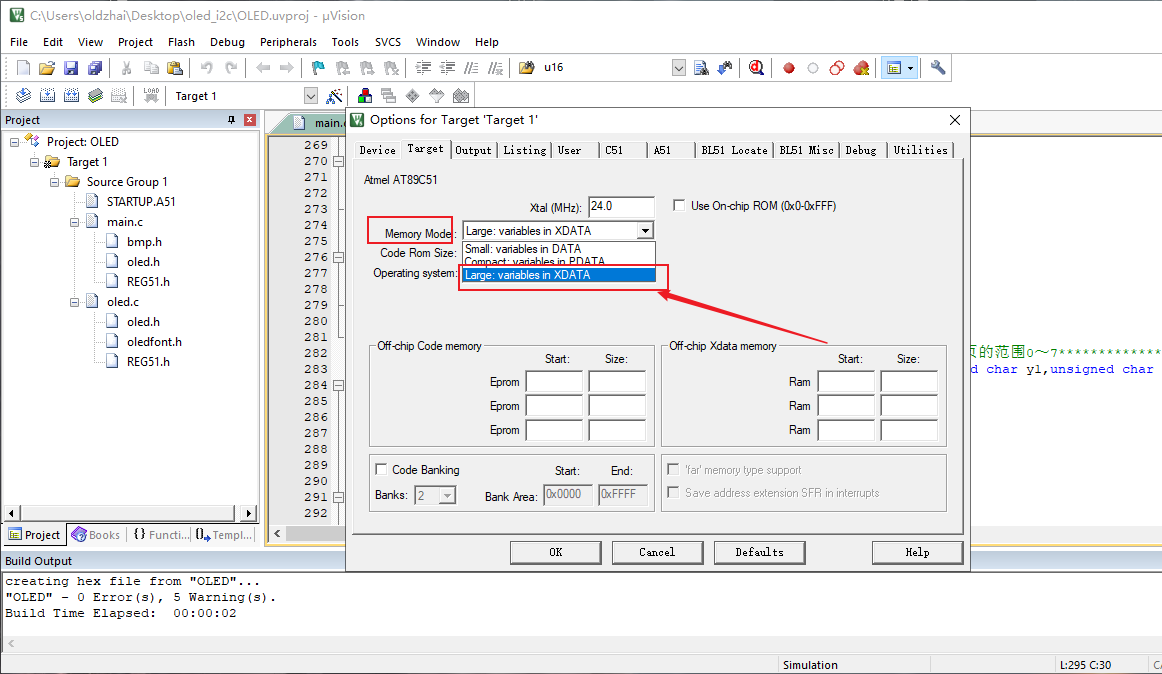 C:\Users\oldzhai\Desktop\oled_i2c\OLED.uvproj - µVision
File Edit View Project Flash Debug Peripherals Tools SVCS Window Help
u16
LOAD Target 1
Project
main.
Options for Target 'Target 1'
Project: OLED
Target 1
Source Group 1
STARTUP.A51
main.c
bmp.h
oled.h
REG51.h
oled.c
oled.h
oledfont.h
REG51.h
Project Books {} Functi... Templ...
269
270
271
272
273
274
275
276
277
278
279
280
281
282
283
284
285
286
287
288
289
290
291
292
Device Target Output Listing User C51 A51 BL51 Locate BL51 Misc Debug Utilities
Atmel AT89C51
Xtal (MHz): 24.0 Use On-chip ROM (0x0-0xFFF)
Memory Mode: Large: variables in XDATA
Small: variables in DATA
Code Rom Size: Compact: variables in PDATA
Operating system: Large: variables in XDATA
Off-chip Code memory
Start: Size:
Eprom
Eprom
Eprom
Off-chip Xdata memory
Start: Size:
Ram
Ram
Ram
Code Banking Start: End:
Banks: 2 Bank Area: 0x0000 0xFFFF
'far' memory type support
Save address extension SFR in interrupts
OK Cancel Defaults Help
的范围0～7*************
d char y1,unsigned char
Build Output
creating hex file from "OLED"...
"OLED" - 0 Error(s), 5 Warning(s).
Build Time Elapsed: 00:00:02
Simulation L:295 C:30